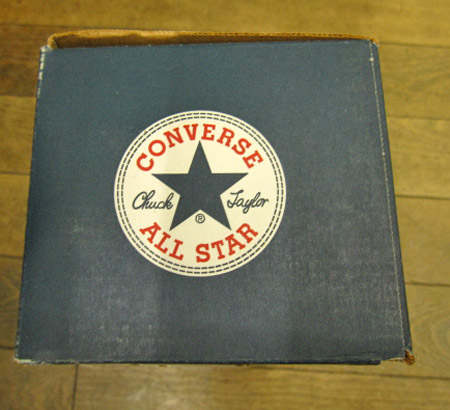 CONVERSE
Chuck Taylor
®
ALL STAR